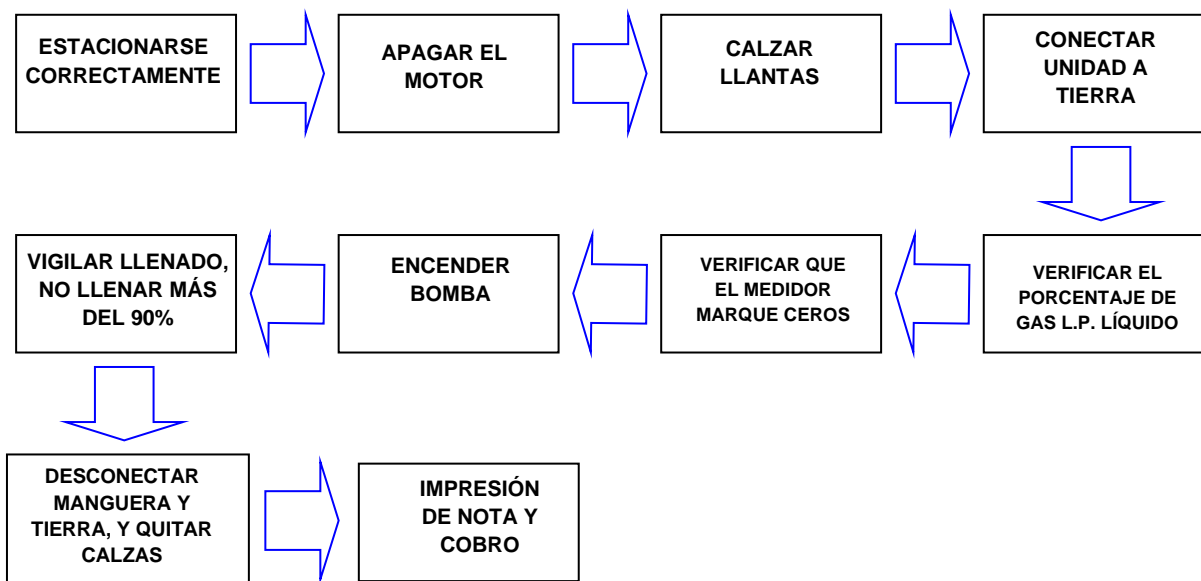 ESTACIONARSE
CORRECTAMENTE
APAGAR EL
MOTOR
CALZAR
LLANTAS
CONECTAR
UNIDAD A
TIERRA
VERIFICAR EL
PORCENTAJE DE
GAS L.P. LÍQUIDO
VERIFICAR QUE
EL MEDIDOR
MARQUE CEROS
ENCENDER
BOMBA
VIGILAR LLENADO,
NO LLENAR MÁS
DEL 90%
DESCONECTAR
MANGUERA Y
TIERRA, Y QUITAR
CALZAS
IMPRESIÓN
DE NOTA Y
COBRO